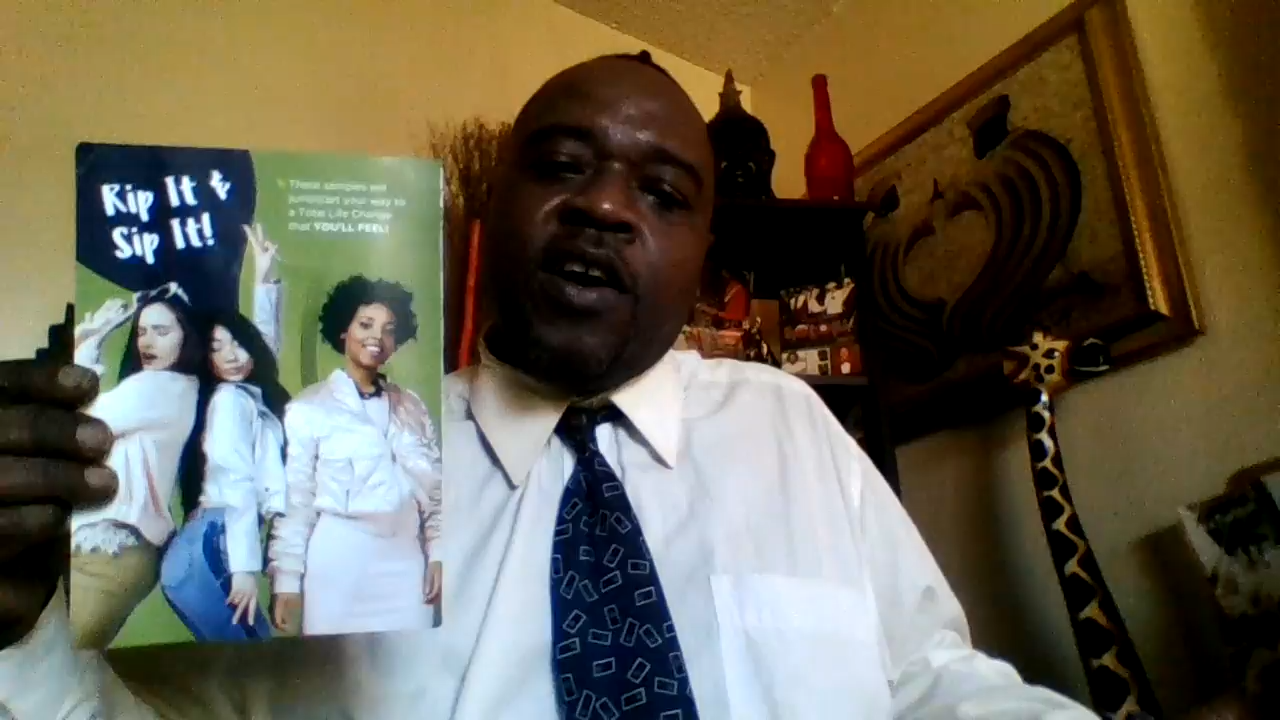 Rip It &
Sip It!
These samples will
jumpstart your way to
a Total Life Change
that YOU'LL FEEL!